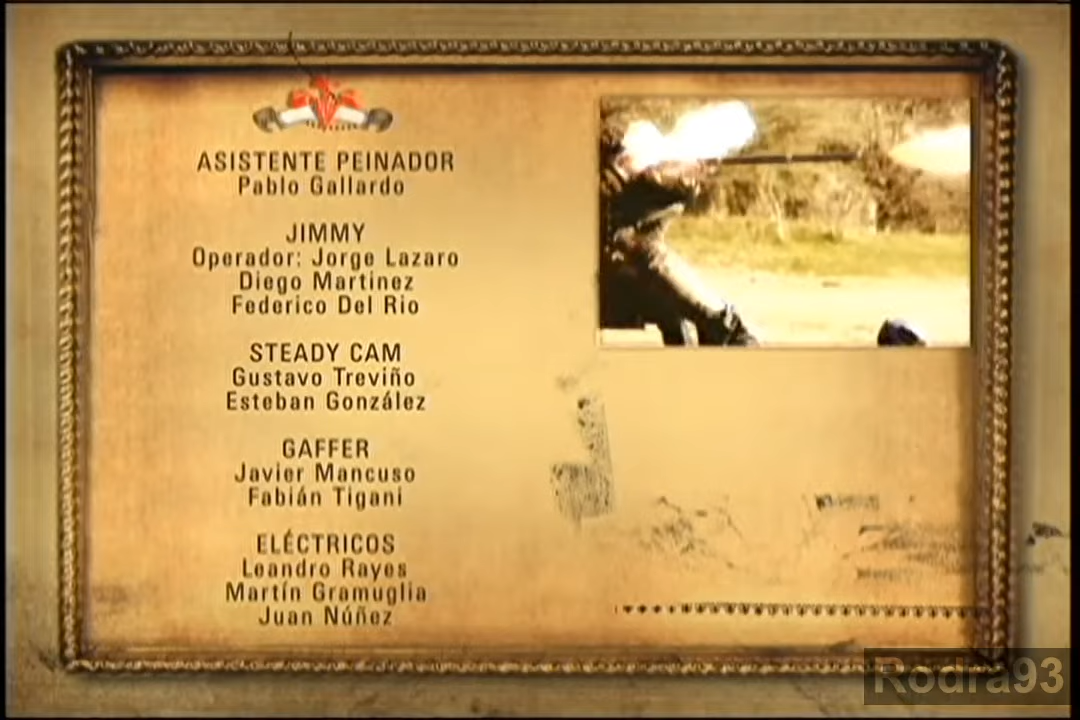 ASISTENTE PEINADOR
Pablo Gallardo
JIMMY
Operador: Jorge Lazaro
Diego Martinez
Federico Del Rio
STEADY CAM
Gustavo Treviño
Esteban González
GAFFER
Javier Mancuso
Fabián Tigani
ELÉCTRICOS
Leandro Rayes
Martín Gramuglia
Juan Núñez
Rodra93